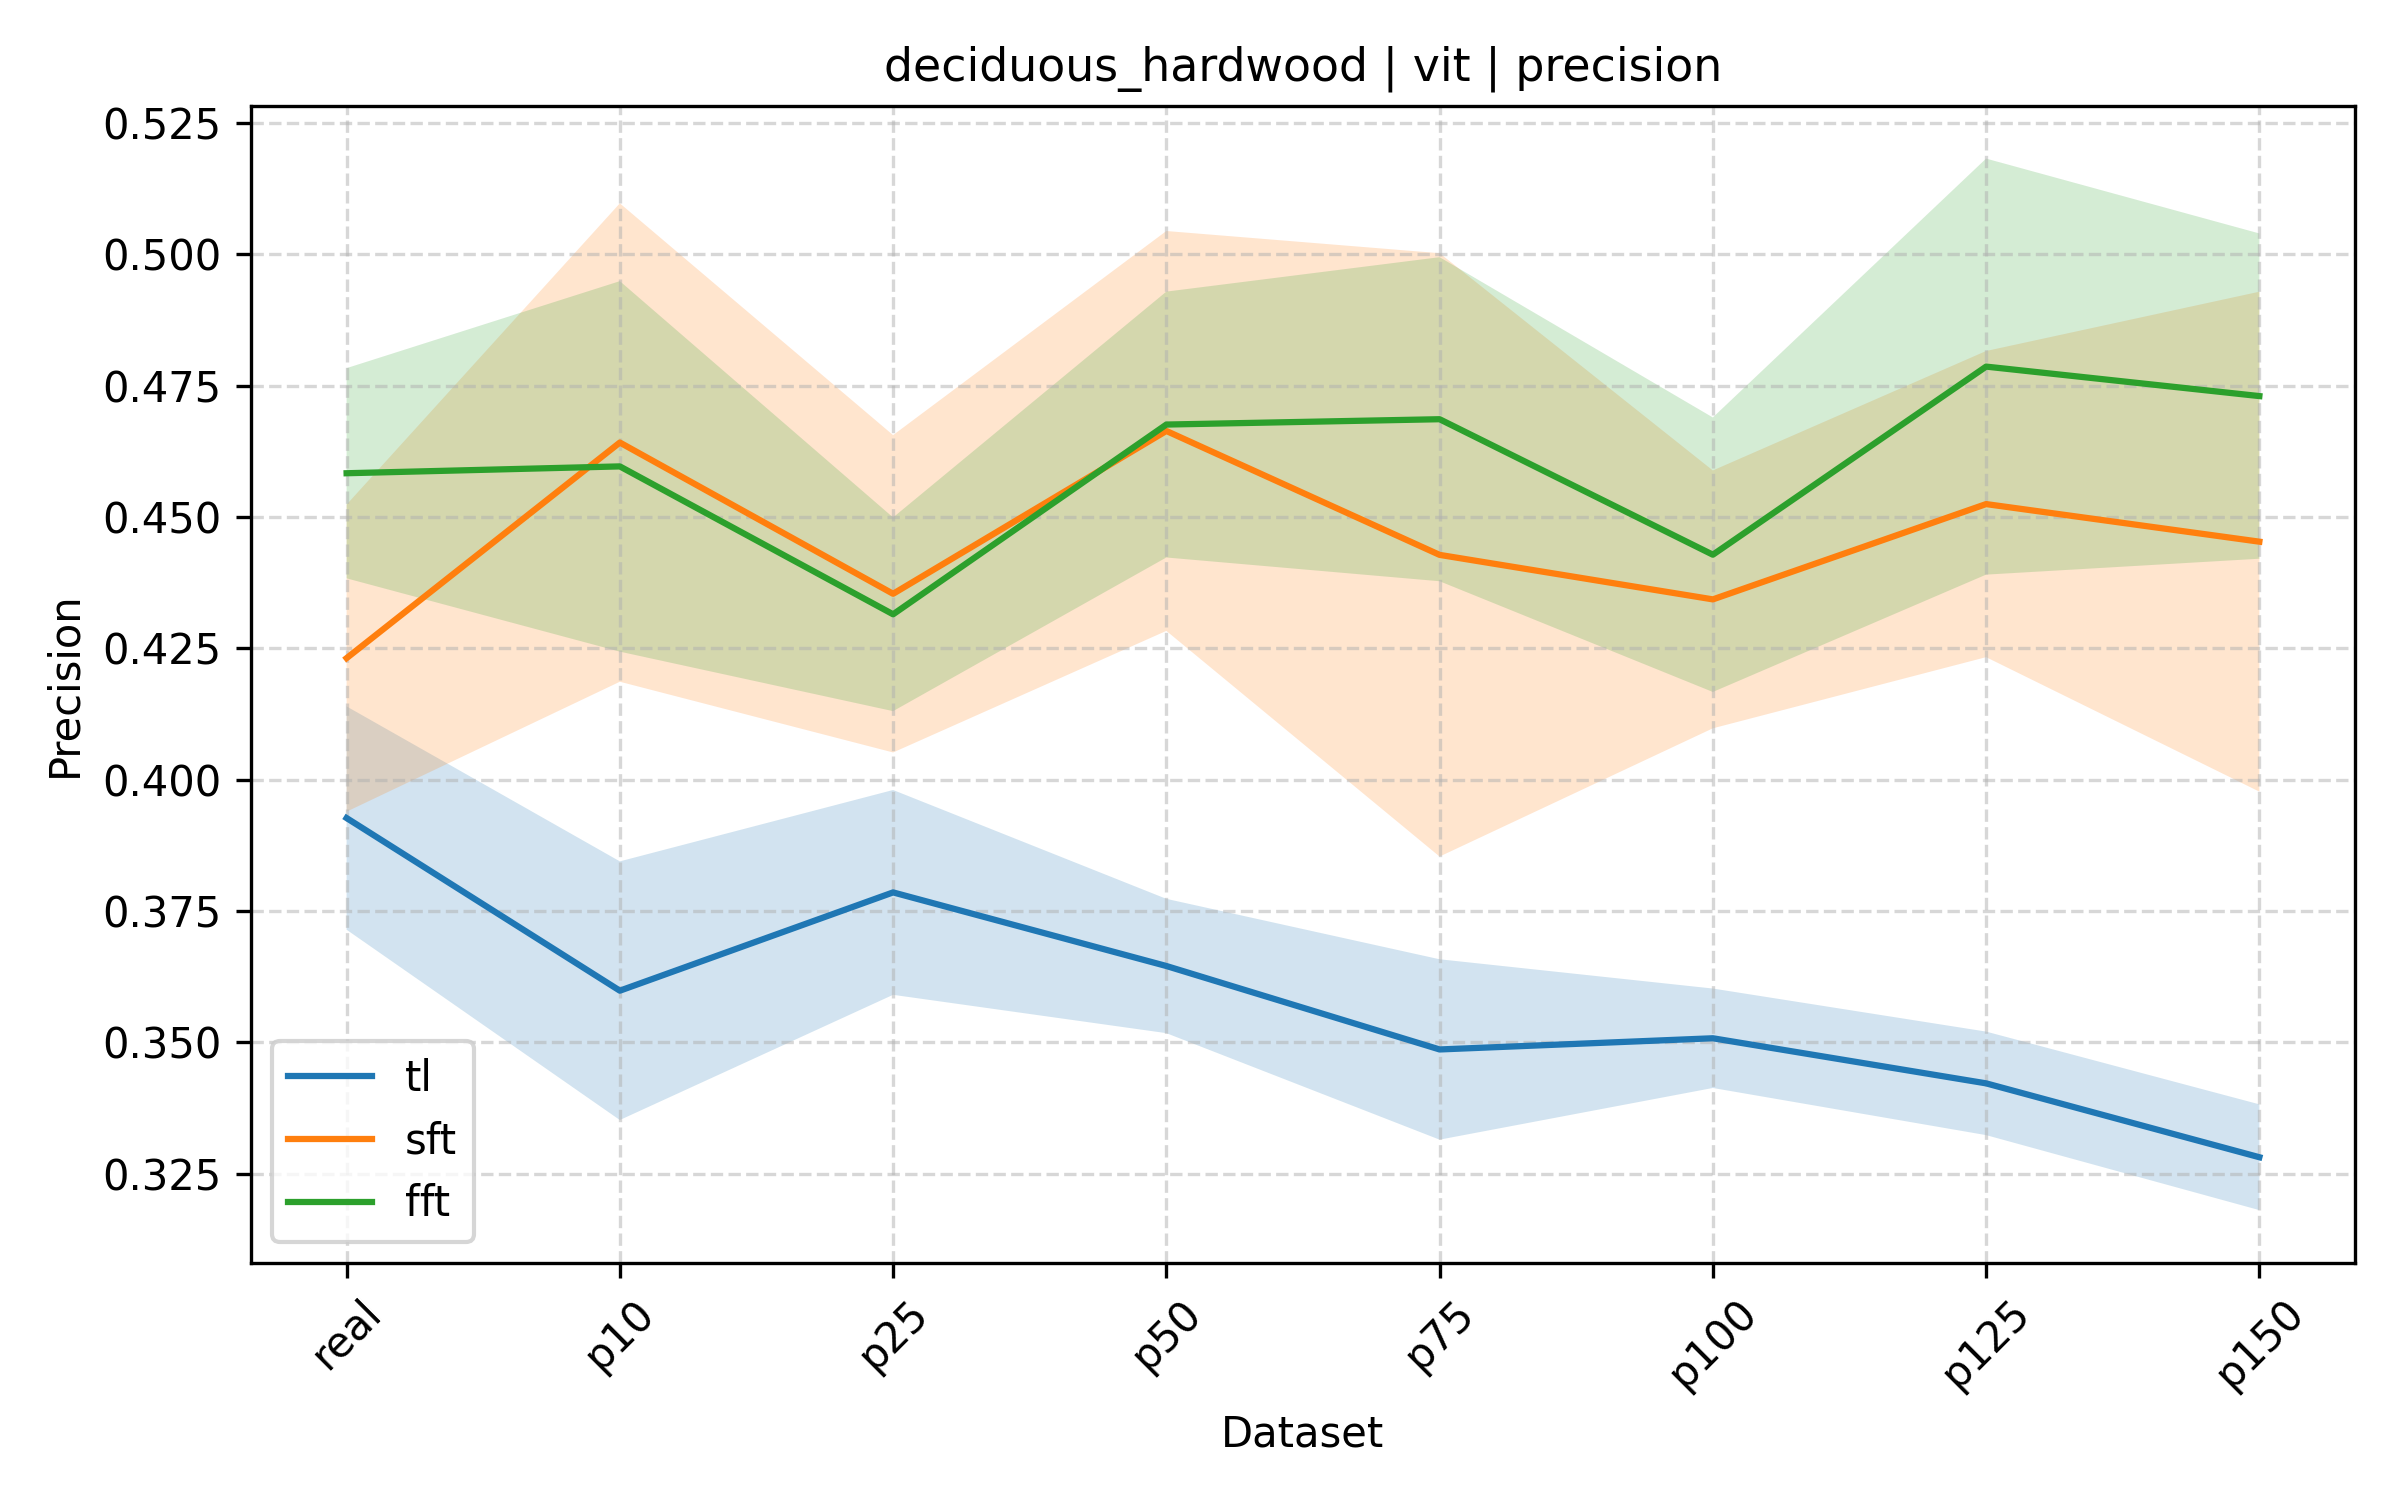 deciduous_hardwood | vit | precision
0.525
0.500
0.475
0.450
0.425
0.400
0.375
0.350
0.325
Precision
tl
sft
fft
real
p10
p25
p50
p75
p100
p125
p150
Dataset